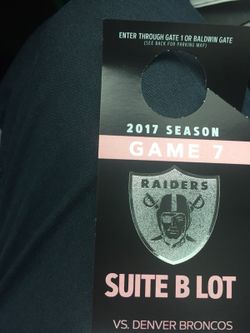 ENTER THROUGH GATE 1 OR BALDWIN GATE
(SEE BACK FOR PARKING MAP)
2017 SEASON
GAME 7
RAIDERS
SUITE B LOT
VS. DENVER BRONCOS